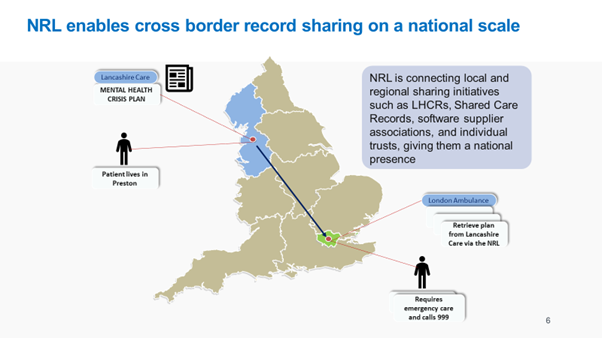 NRL enables cross border record sharing on a national scale
Lancashire Care
MENTAL HEALTH
CRISIS PLAN
Patient lives in
Preston
NRL is connecting local and
regional sharing initiatives
such as LHCRs, Shared Care
Records, software supplier
associations, and individual
trusts, giving them a national
presence
London Ambulance
Retrieve plan
from Lancashire
Care via the NRL
Requires
emergency care
and calls 999
6